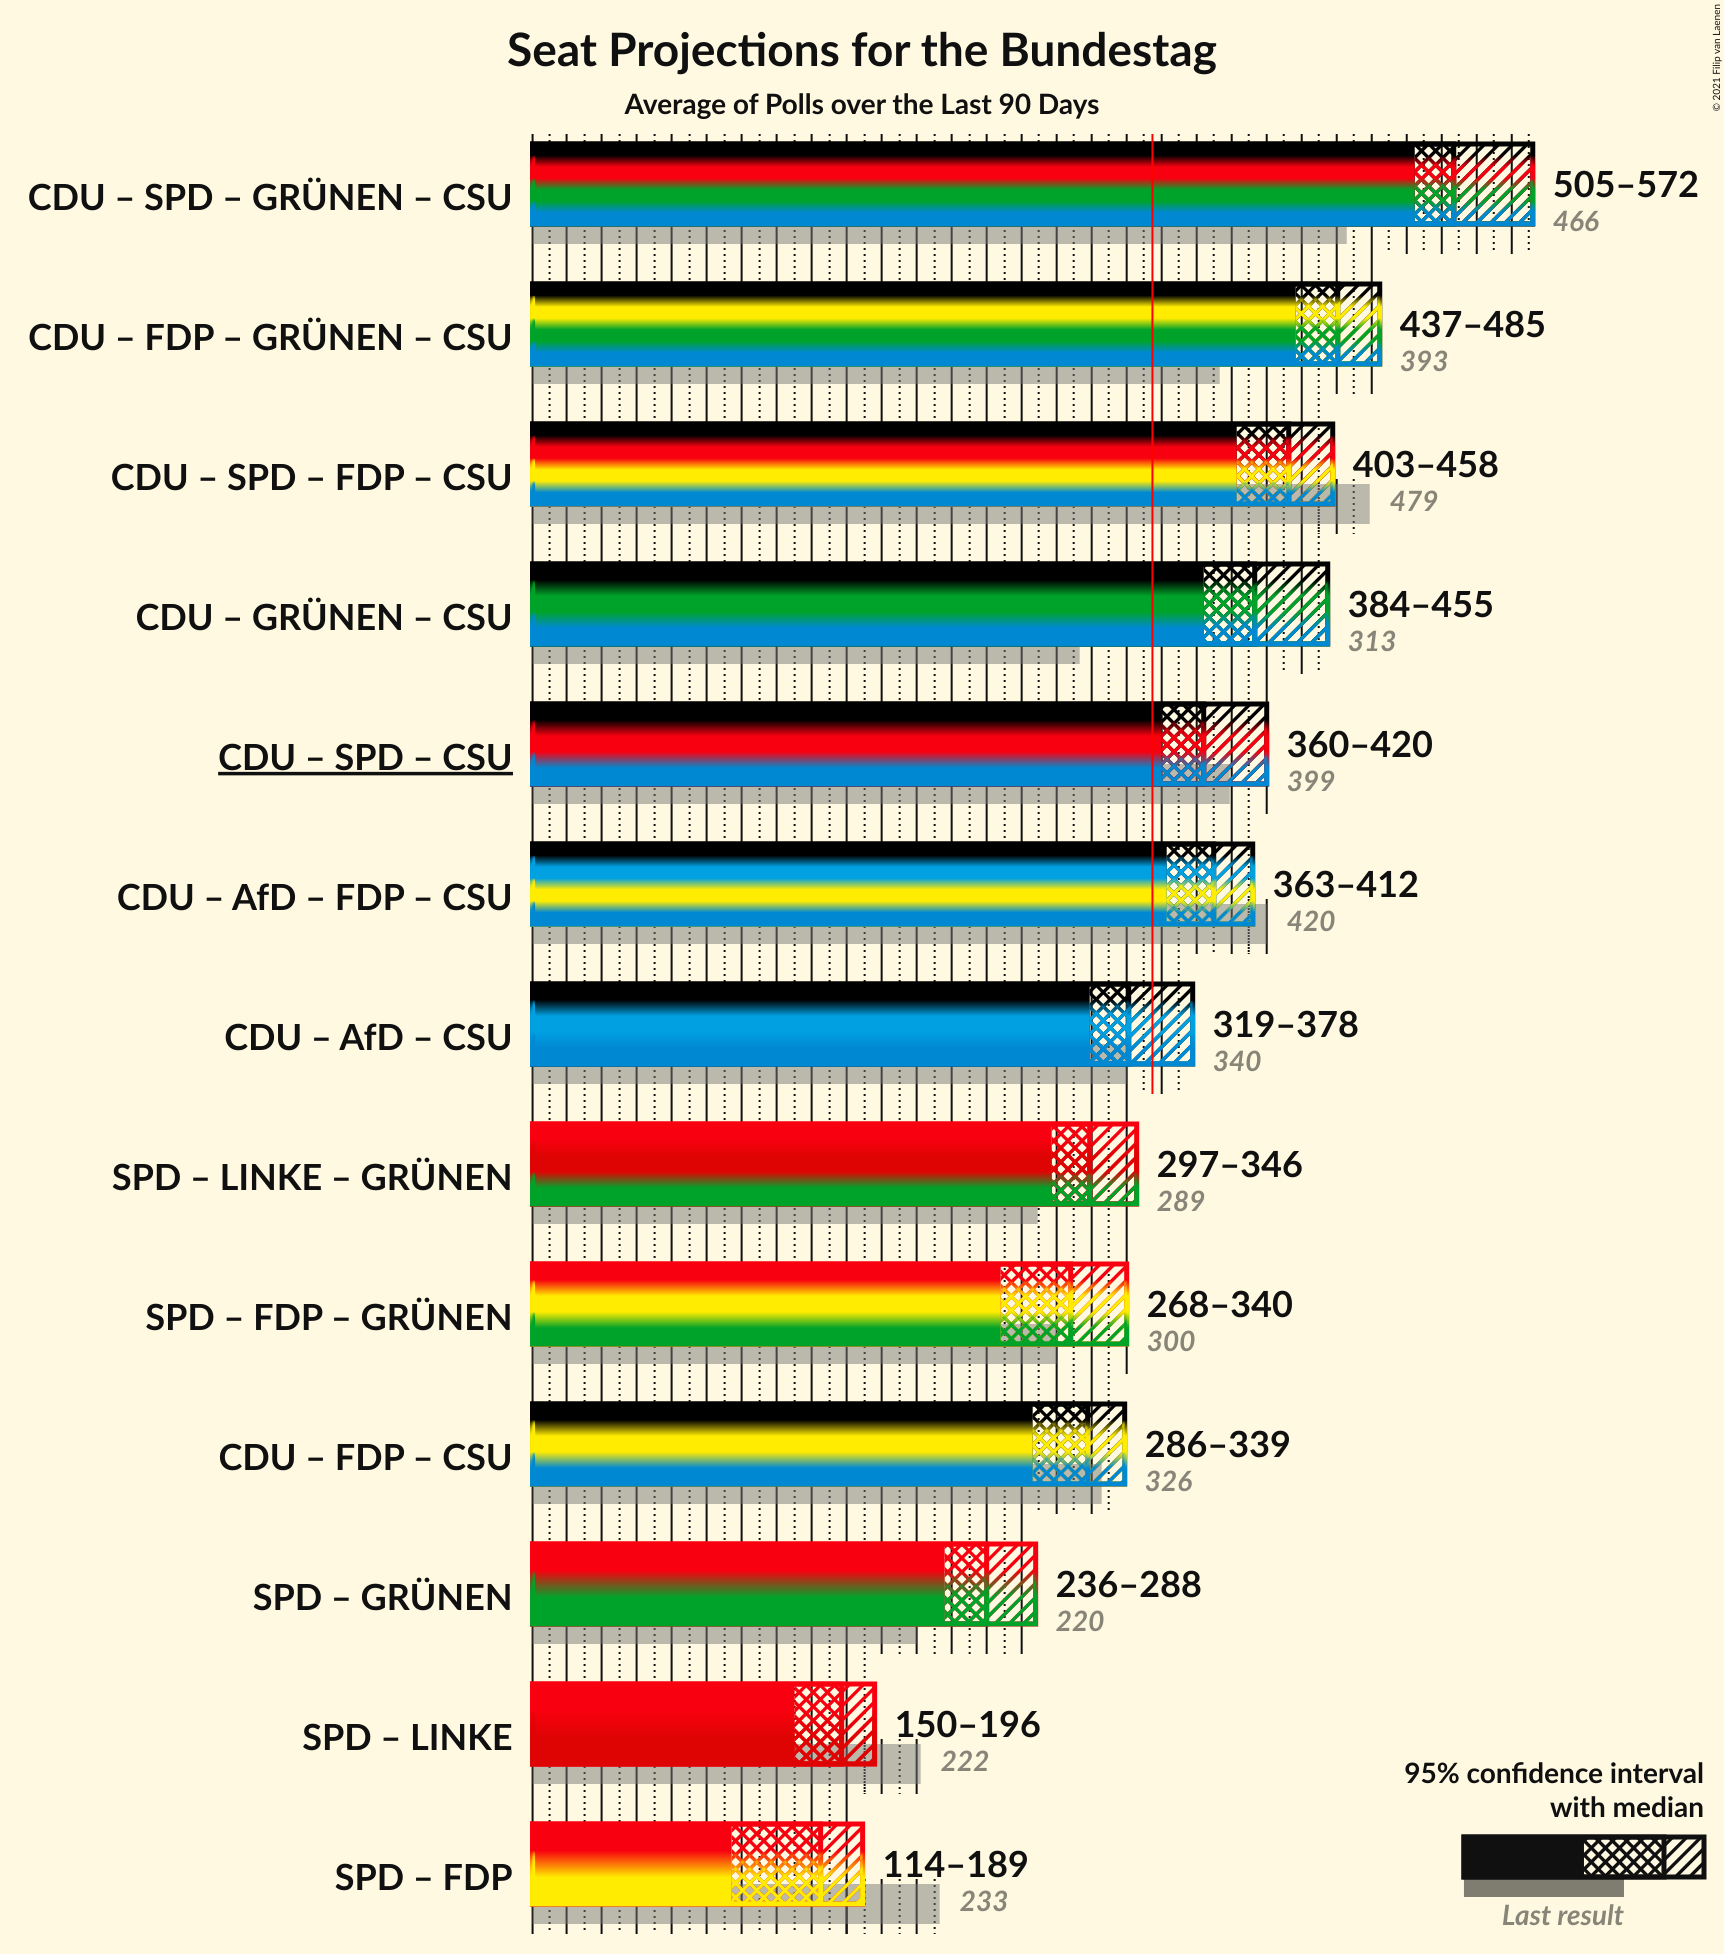 Seat Projections for the Bundestag
Average of Polls over the Last 90 Days
© 2021 Filip van Laenen
CDU – SPD – GRÜNEN – CSU
505–572
466
CDU – FDP – GRÜNEN – CSU
437–485
393
CDU – SPD – FDP – CSU
403–458
479
CDU – GRÜNEN – CSU
384–455
313
CDU – SPD – CSU
360–420
399
CDU – AfD – FDP – CSU
363–412
420
CDU – AfD – CSU
319–378
340
SPD – LINKE – GRÜNEN
297–346
289
SPD – FDP – GRÜNEN
268–340
300
CDU – FDP – CSU
286–339
326
SPD – GRÜNEN
236–288
220
SPD – LINKE
150–196
222
SPD – FDP
114–189
233
95% confidence interval
with median
Last result